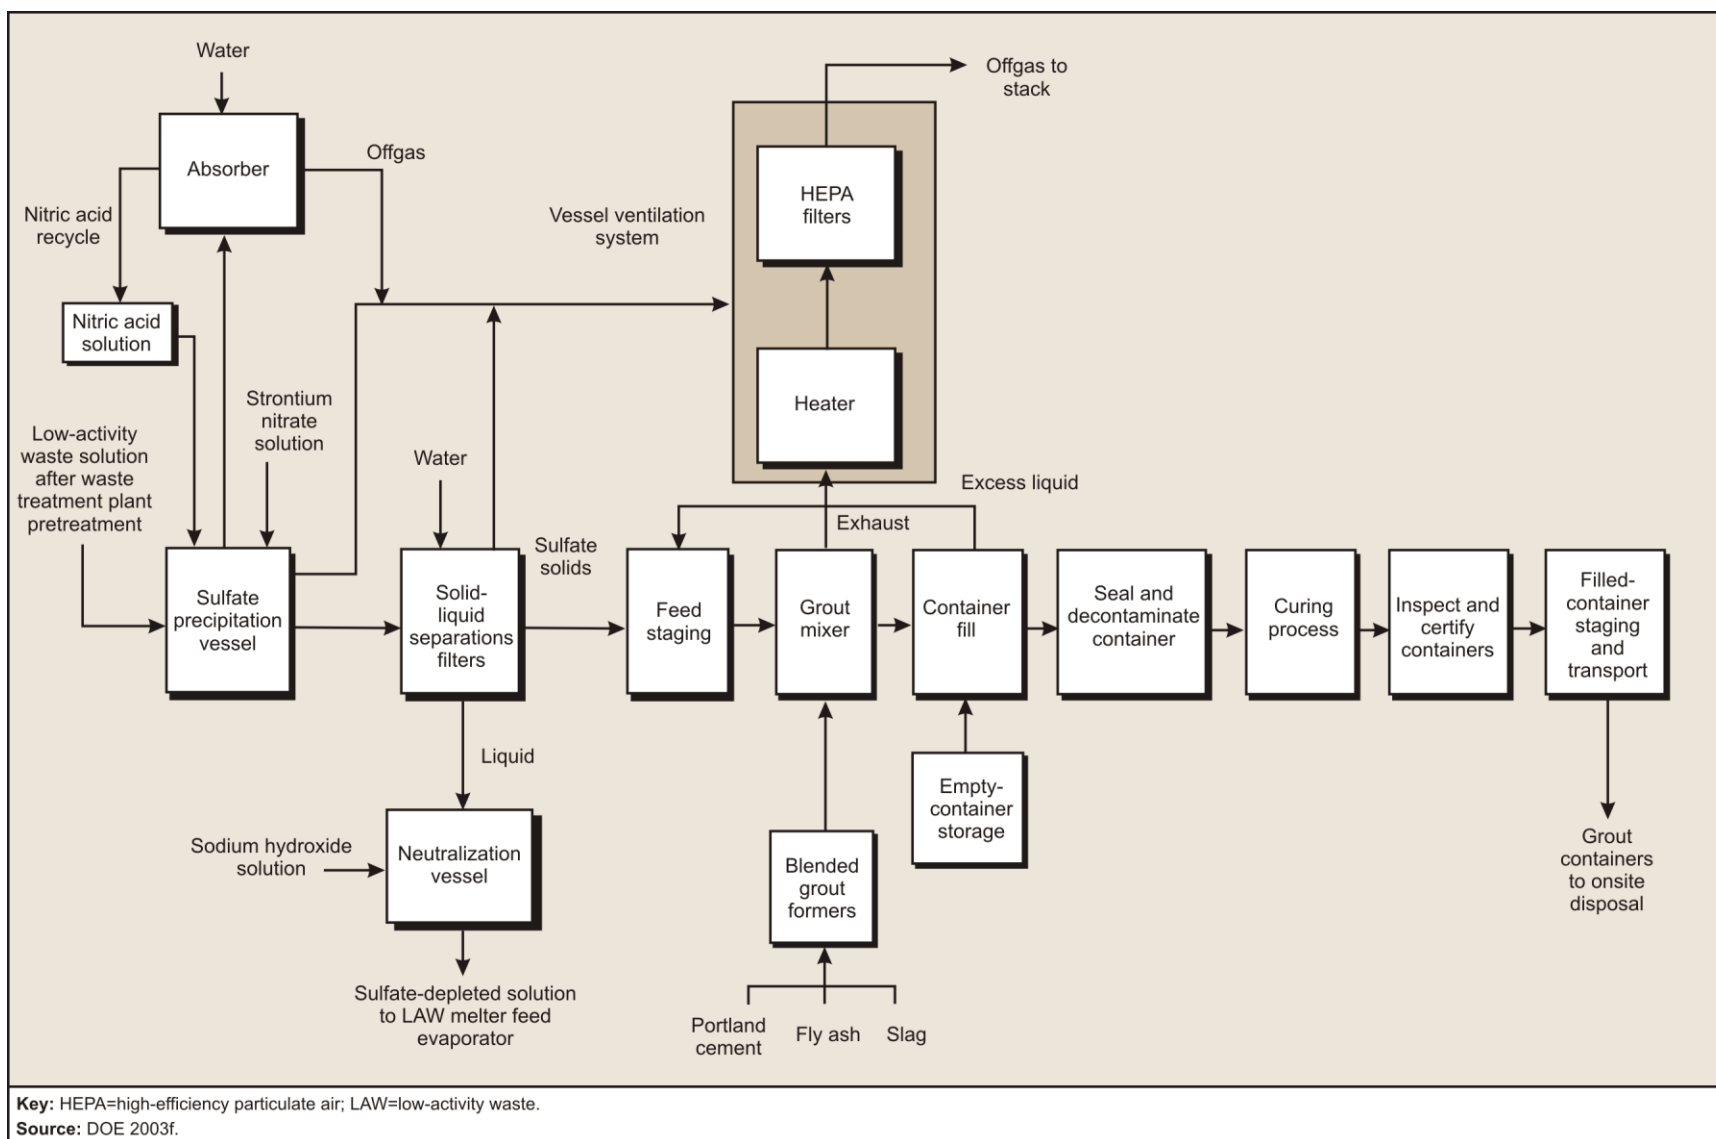 Water
Absorber
Offgas
Nitric acid
recycle
Nitric acid
solution
Vessel ventilation
system
Offgas to
stack
HEPA
filters
Heater
Strontium
nitrate
solution
Low-activity
waste solution
after waste
treatment plant
pretreatment
Water
Excess liquid
Exhaust
Sulfate
solids
Sulfate
precipitation
vessel
Solid-
liquid
separations
filters
Feed
staging
Grout
mixer
Container
fill
Seal and
decontaminate
container
Curing
process
Inspect and
certify
containers
Filled-
container
staging
and
transport
Liquid
Sodium hydroxide
solution
Neutralization
vessel
Sulfate-depleted solution
to LAW melter feed
evaporator
Empty-
container
storage
Blended
grout
formers
Portland
cement
Fly ash
Slag
Grout
containers
to onsite
disposal
Key: HEPA=high-efficiency particulate air; LAW=low-activity waste.
Source: DOE 2003f.